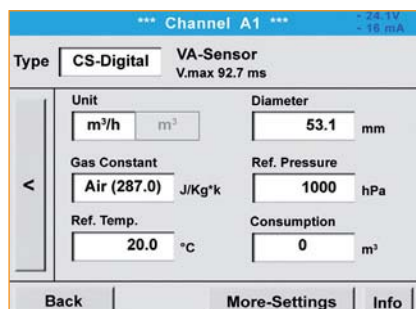 *** Channel A1 ***
- 24.1V
- 16 mA
Type CS-Digital VA-Sensor
V.max 92.7 ms
Unit Diameter
m³/h m³ 53.1 mm
Gas Constant Ref. Pressure
< Air (287.0) J/Kg*k 1000 hPa
Ref. Temp. Consumption
20.0 °C 0 m³
Back More-Settings Info